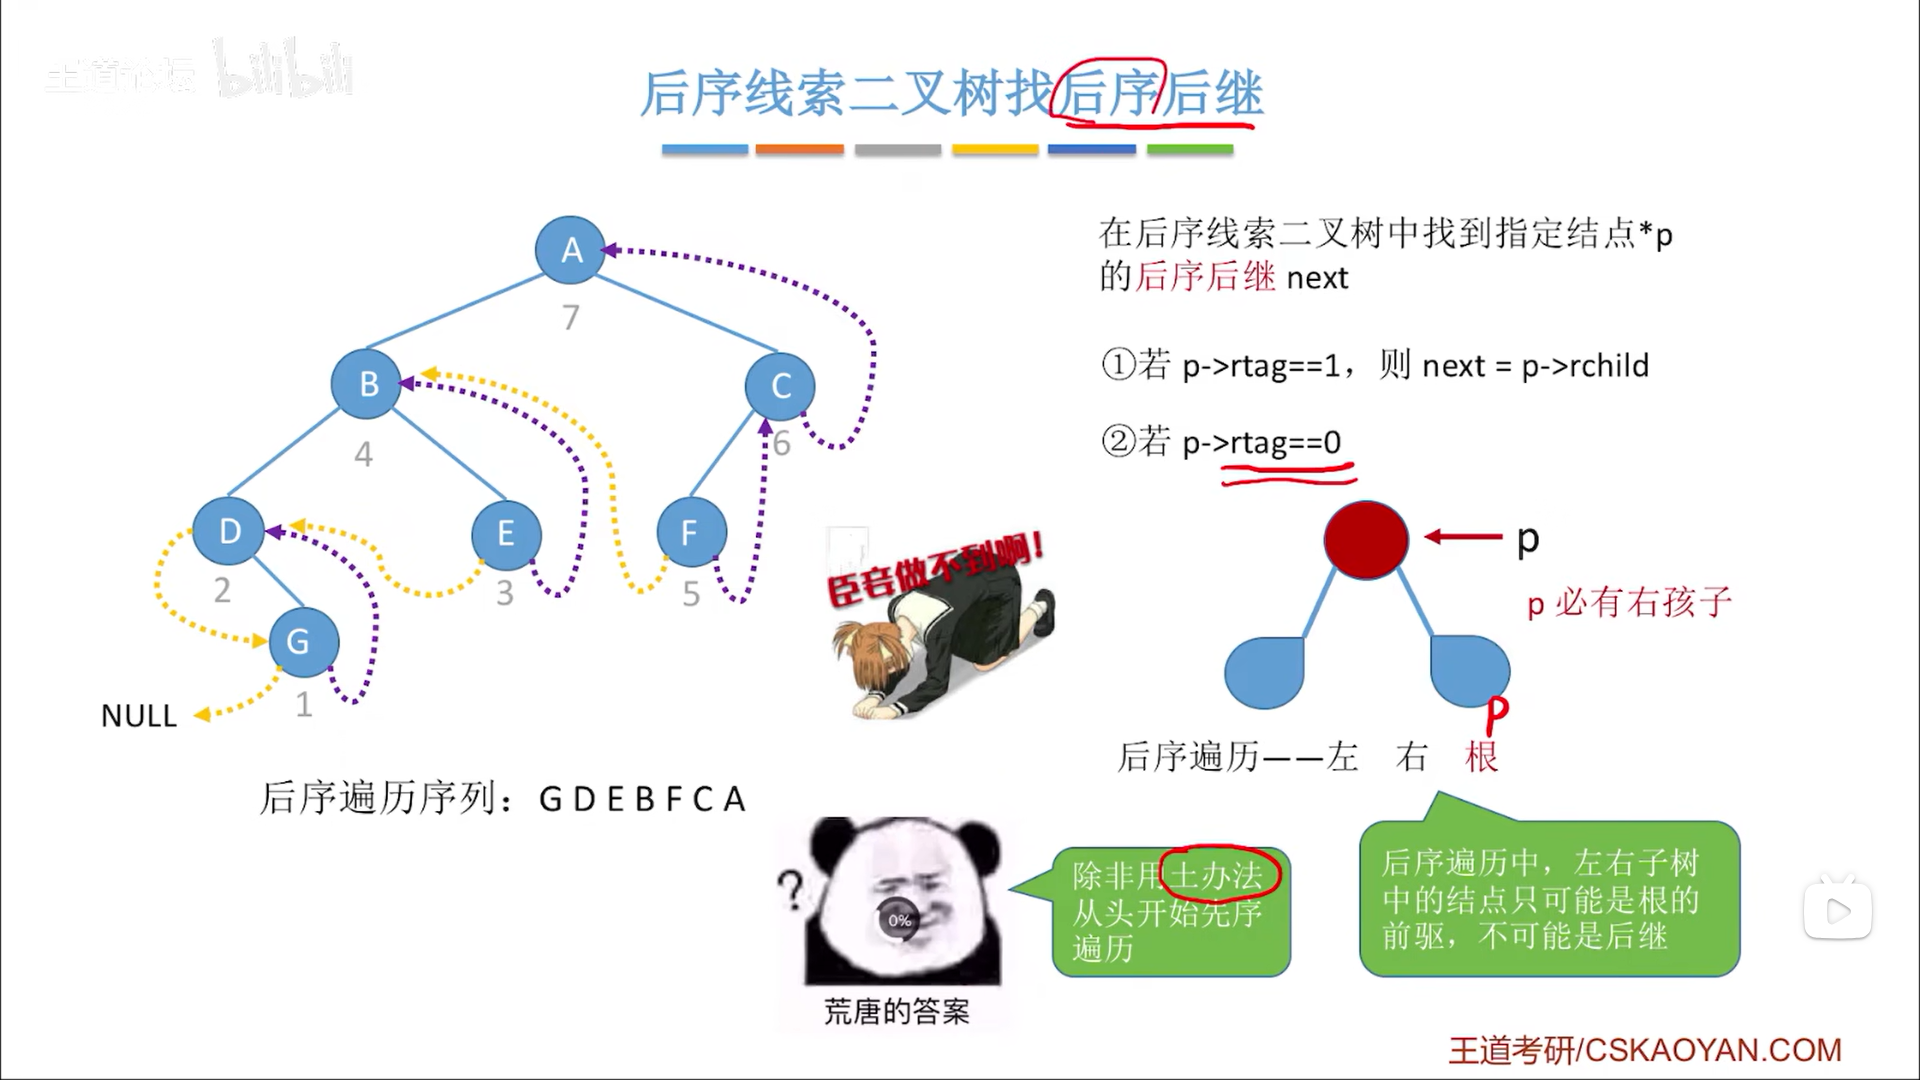 王道论坛 bilibili
后序线索二叉树找后序后继
在后序线索二叉树中找到指定结点*p
的后序后继 next
①若 p->rtag==1，则 next = p->rchild
②若 p->rtag==0
A
7
B
4
C
6
D
2
E
3
F
5
G
1
NULL
后序遍历序列：G D E B F C A
臣妾做不到啊！
p
p 必有右孩子
P
后序遍历——左 右 根
?
0%
荒唐的答案
除非用土办法
从头开始先序
遍历
后序遍历中，左右子树
中的结点只可能是根的
前驱，不可能是后继
王道考研/CSKAOYAN.COM